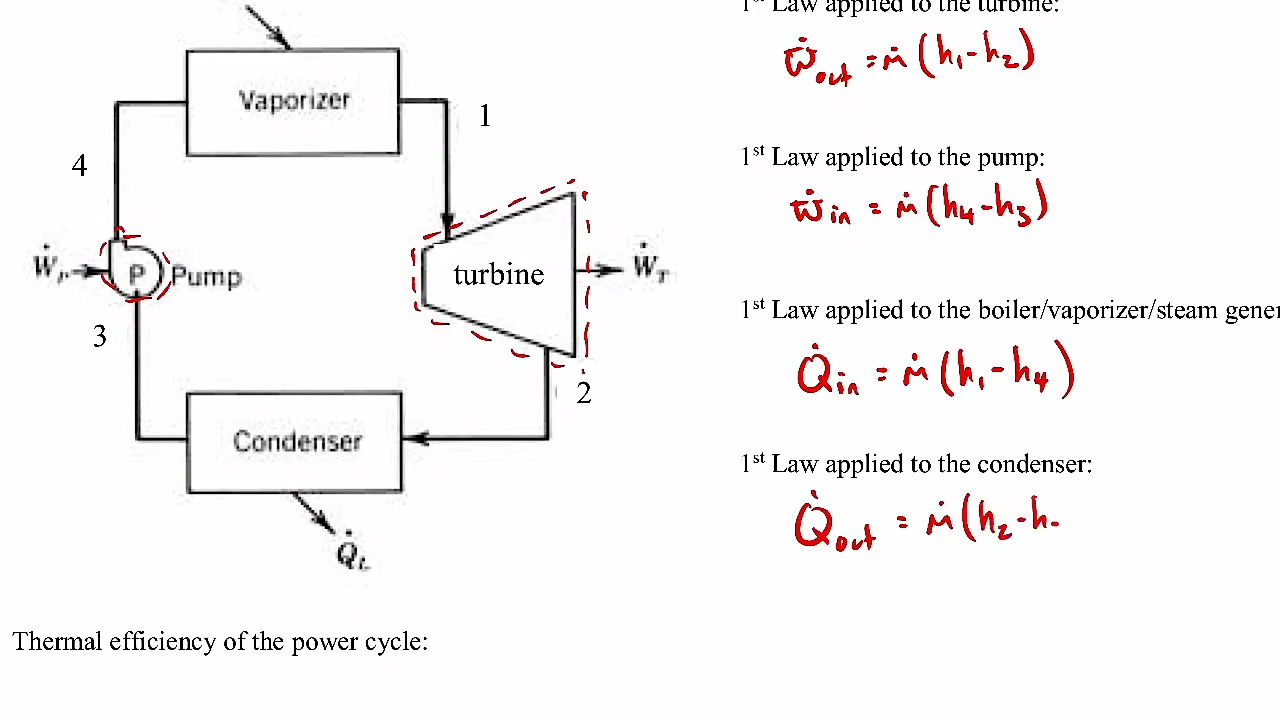 1st Law applied to the turbine:
Ẇout = ṁ(h₁-h₂)
Vaporizer
1
4
1st Law applied to the pump:
Ẇin = ṁ(h₄-h₃)
ẆP
P
Pump
turbine
ẆT
3
1st Law applied to the boiler/vaporizer/steam gener
Q̇in = ṁ(h₁-h₄)
2
Condenser
1st Law applied to the condenser:
Q̇out = ṁ(h₂-h
Q̇L
Thermal efficiency of the power cycle: